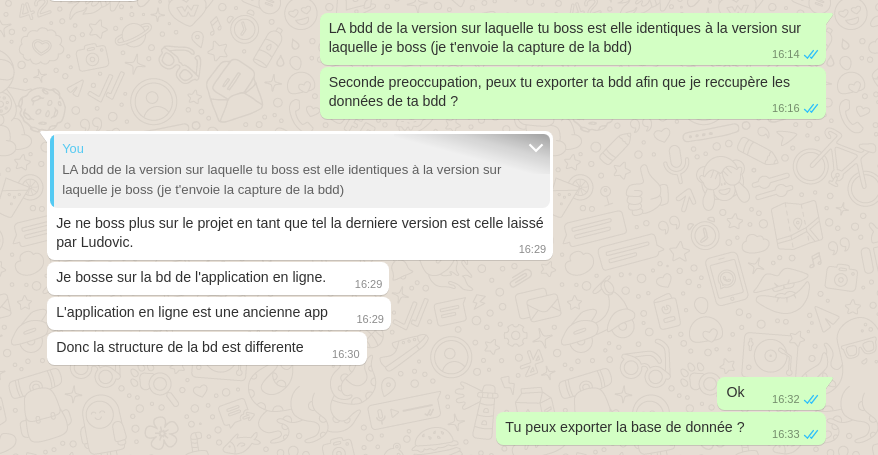 LA bdd de la version sur laquelle tu boss est elle identiques à la version sur
laquelle je boss (je t'envoie la capture de la bdd)
16:14
Seconde preoccupation, peux tu exporter ta bdd afin que je reccupère les
données de ta bdd ?
16:16
You
LA bdd de la version sur laquelle tu boss est elle identiques à la version sur
laquelle je boss (je t'envoie la capture de la bdd)
Je ne boss plus sur le projet en tant que tel la derniere version est celle laissé
par Ludovic.
16:29
Je bosse sur la bd de l'application en ligne.
16:29
L'application en ligne est une ancienne app
16:29
Donc la structure de la bd est differente
16:30
Ok
16:32
Tu peux exporter la base de donnée ?
16:33